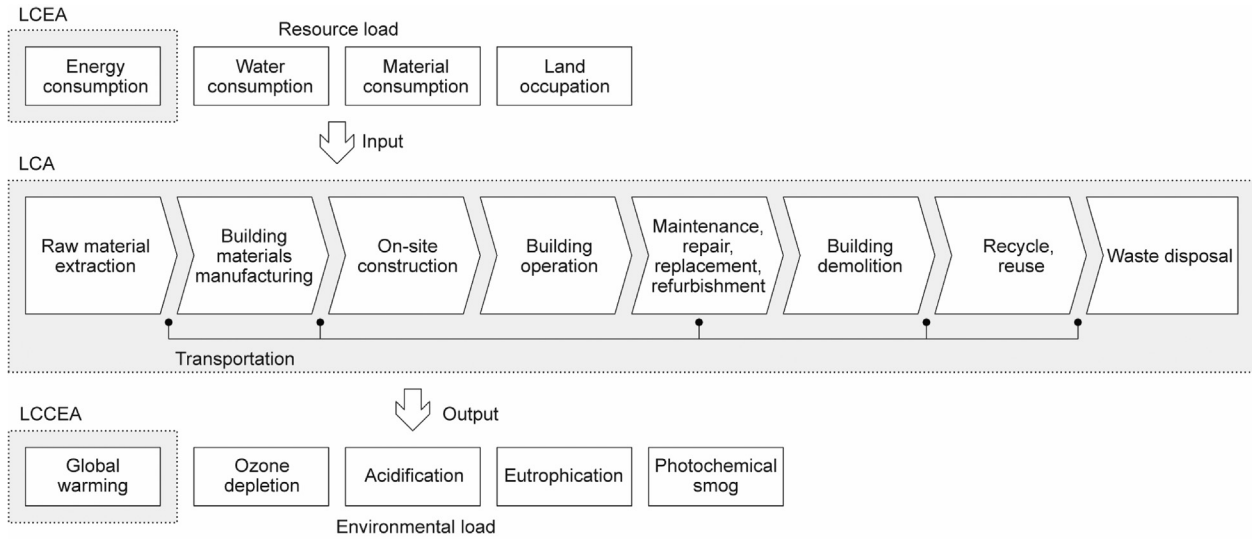 LCEA
Resource load
Energy
consumption
Water
consumption
Material
consumption
Land
occupation
Input
LCA
Raw material
extraction
Building
materials
manufacturing
On-site
construction
Building
operation
Maintenance,
repair,
replacement,
refurbishment
Building
demolition
Recycle,
reuse
Waste disposal
Transportation
Output
LCCEA
Global
warming
Ozone
depletion
Acidification
Eutrophication
Photochemical
smog
Environmental load